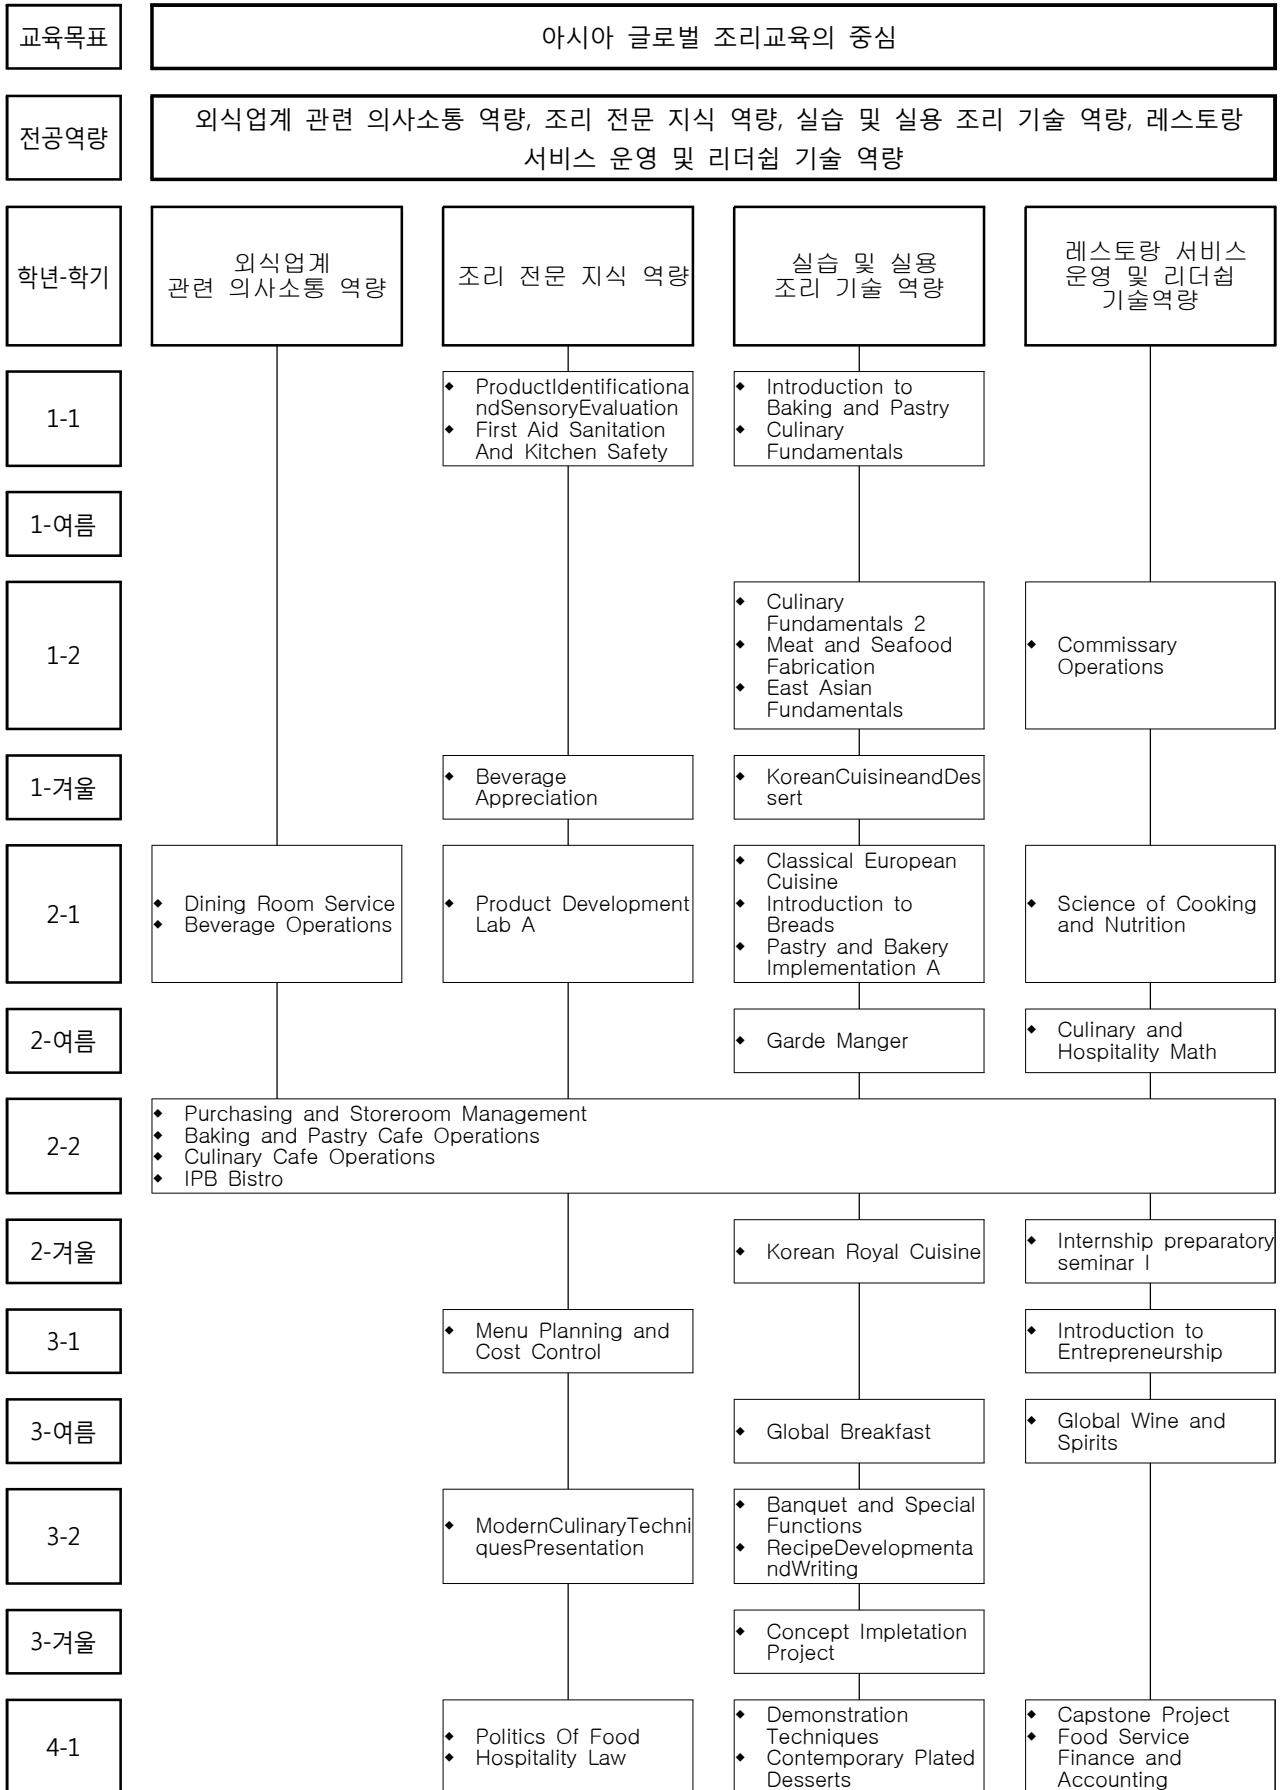 교육목표
아시아 글로벌 조리교육의 중심
전공역량
외식업계 관련 의사소통 역량, 조리 전문 지식 역량, 실습 및 실용 조리 기술 역량, 레스토랑
서비스 운영 및 리더쉽 기술 역량
학년-학기
외식업계
관련 의사소통 역량
조리 전문 지식 역량
실습 및 실용
조리 기술 역량
레스토랑 서비스
운영 및 리더쉽
기술역량
1-1
◆ ProductIdentificationa
ndSensoryEvaluation
◆ First Aid Sanitation
And Kitchen Safety
◆ Introduction to
Baking and Pastry
◆ Culinary
Fundamentals
1-여름
1-2
◆ Culinary
Fundamentals 2
◆ Meat and Seafood
Fabrication
◆ East Asian
Fundamentals
◆ Commissary
Operations
1-겨울
◆ Beverage
Appreciation
◆ KoreanCuisineandDes
sert
2-1
◆ Dining Room Service
◆ Beverage Operations
◆ Product Development
Lab A
◆ Classical European
Cuisine
◆ Introduction to
Breads
◆ Pastry and Bakery
Implementation A
◆ Science of Cooking
and Nutrition
2-여름
◆ Garde Manger
◆ Culinary and
Hospitality Math
2-2
◆ Purchasing and Storeroom Management
◆ Baking and Pastry Cafe Operations
◆ Culinary Cafe Operations
◆ IPB Bistro
2-겨울
◆ Korean Royal Cuisine
◆ Internship preparatory
seminar I
3-1
◆ Menu Planning and
Cost Control
◆ Introduction to
Entrepreneurship
3-여름
◆ Global Breakfast
◆ Global Wine and
Spirits
3-2
◆ ModernCulinaryTechni
quesPresentation
◆ Banquet and Special
Functions
◆ RecipeDevelopmenta
ndWriting
3-겨울
◆ Concept Impletation
Project
4-1
◆ Politics Of Food
◆ Hospitality Law
◆ Demonstration
Techniques
◆ Contemporary Plated
Desserts
◆ Capstone Project
◆ Food Service
Finance and
Accounting